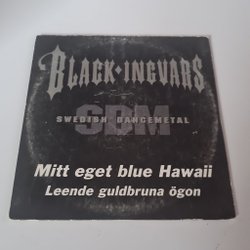 BLACK-INGVARS
SWEDISH DANCEMETAL
SDM
Mitt eget blue Hawaii
Leende guldbruna ögon